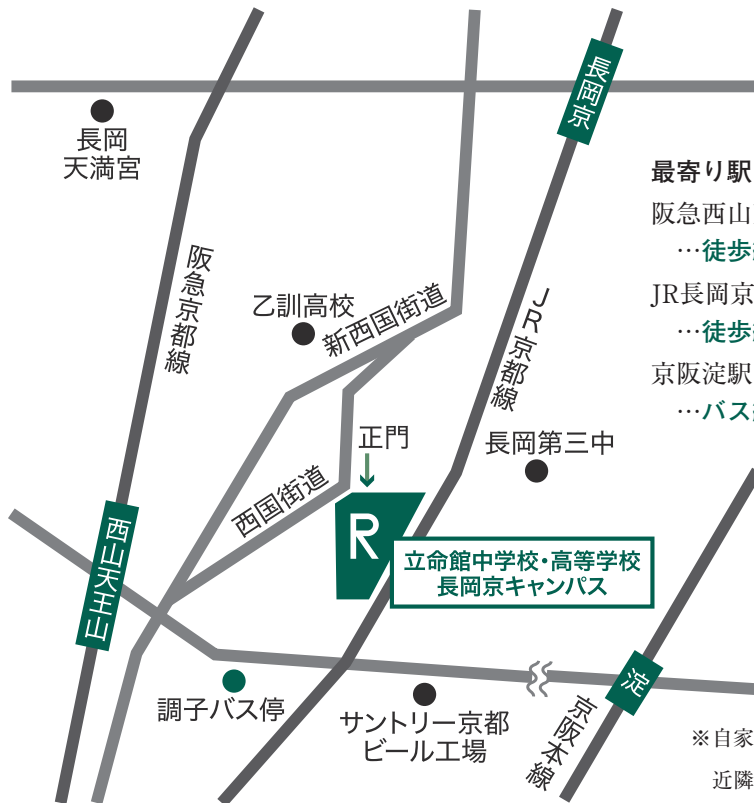 長岡京
長岡
天満宮
最寄り駅
阪急西山
…徒歩
JR長岡京
…徒歩
京阪淀駅
…バス
阪急京都線
乙訓高校
新西国街道
JR京都線
正門
長岡第三中
西国街道
R
立命館中学校・高等学校
長岡京キャンパス
西山天王山
調子バス停
サントリー京都
ビール工場
淀
京阪本線
※自家
近隣